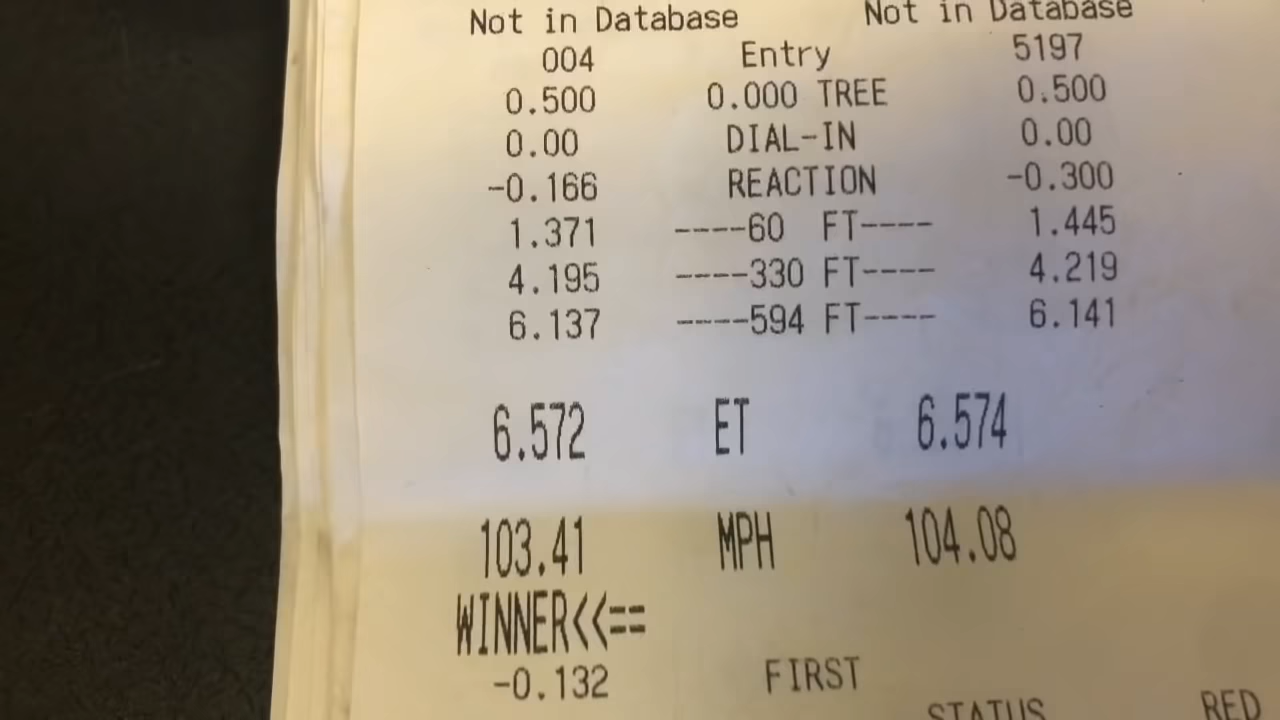 Not in Database Not in Database
004 Entry 5197
0.500 0.000 TREE 0.500
0.00 DIAL-IN 0.00
-0.166 REACTION -0.300
1.371 ----60 FT---- 1.445
4.195 ----330 FT---- 4.219
6.137 ----594 FT---- 6.141
6.572 ET 6.574
103.41 MPH 104.08
WINNER<<==
-0.132 FIRST
STATUS RED